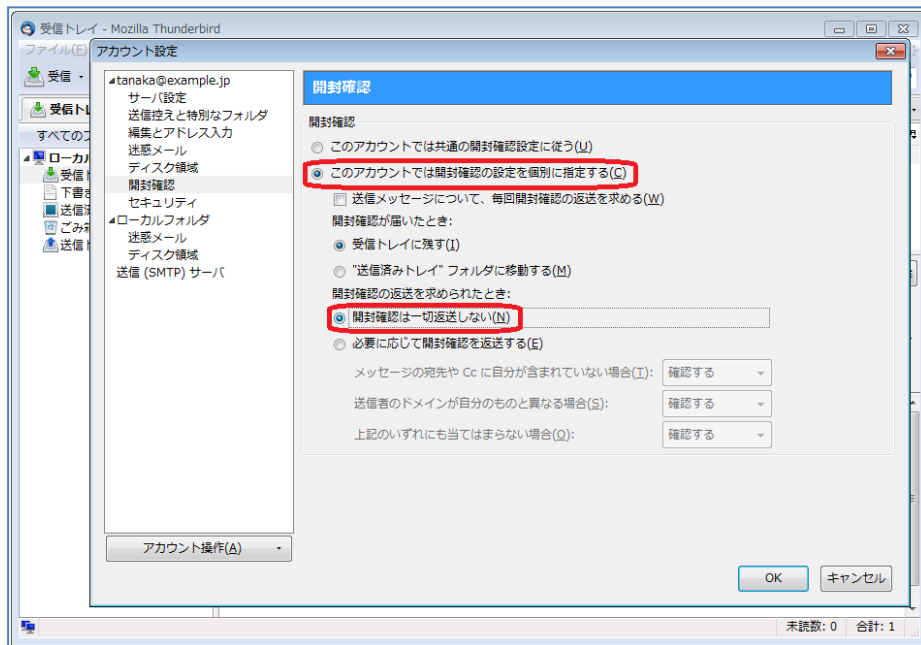 受信トレイ - Mozilla Thunderbird
ファイル(F)
アカウント設定
受信
受信トレ
すべてのフ
ローカル
受信ト
下書き
送信済
ごみ箱
送信ト
tanaka@example.jp
サーバ設定
送信控えと特別なフォルダ
編集とアドレス入力
迷惑メール
ディスク領域
開封確認
セキュリティ
ローカルフォルダ
迷惑メール
ディスク領域
送信 (SMTP) サーバ
アカウント操作(A)
開封確認
開封確認
このアカウントでは共通の開封確認設定に従う(U)
このアカウントでは開封確認の設定を個別に指定する(C)
送信メッセージについて、毎回開封確認の返送を求める(W)
開封確認が届いたとき:
受信トレイに残す(I)
"送信済みトレイ" フォルダに移動する(M)
開封確認の返送を求められたとき:
開封確認は一切返送しない(N)
必要に応じて開封確認を返送する(E)
メッセージの宛先や Cc に自分が含まれていない場合(T): 確認する
送信者のドメインが自分のものと異なる場合(S): 確認する
上記のいずれにも当てはまらない場合(O): 確認する
OK
キャンセル
未読数: 0 合計: 1